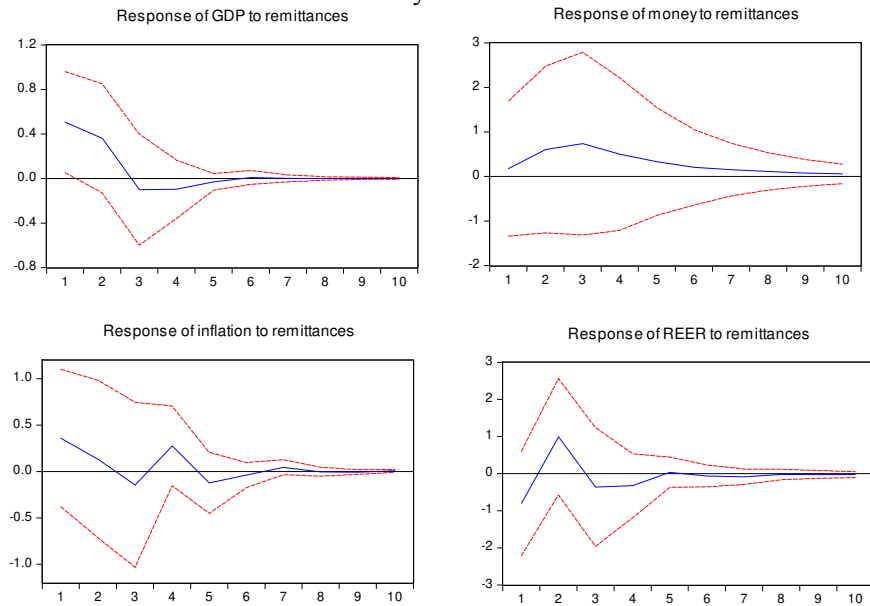 y
Response of GDP to remittances
1.2
0.8
0.4
0.0
-0.4
-0.8
1 2 3 4 5 6 7 8 9 10
Response of money to remittances
3
2
1
0
-1
-2
1 2 3 4 5 6 7 8 9 10
Response of inflation to remittances
1.0
0.5
0.0
-0.5
-1.0
1 2 3 4 5 6 7 8 9 10
Response of REER to remittances
3
2
1
0
-1
-2
-3
1 2 3 4 5 6 7 8 9 10